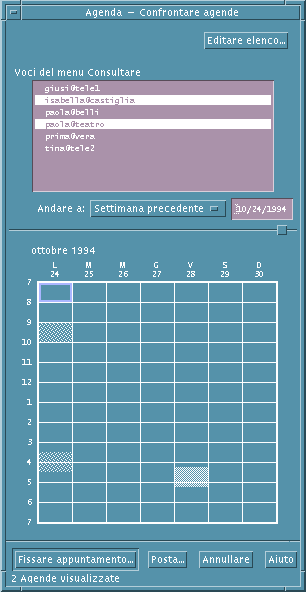 Agenda — Confrontare agende
Editare elenco...
Voci del menu Consultare
giusi@tele1
isabella@castiglia
paola@belli
paola@teatro
prima@vera
tina@tele2
Andare a: Settimana precedente 10/24/1994
ottobre 1994
L M M G V S D
24 25 26 27 28 29 30
7
8
9
10
11
12
1
2
3
4
5
6
7
Fissare appuntamento... Posta... Annullare Aiuto
2 Agende visualizzate